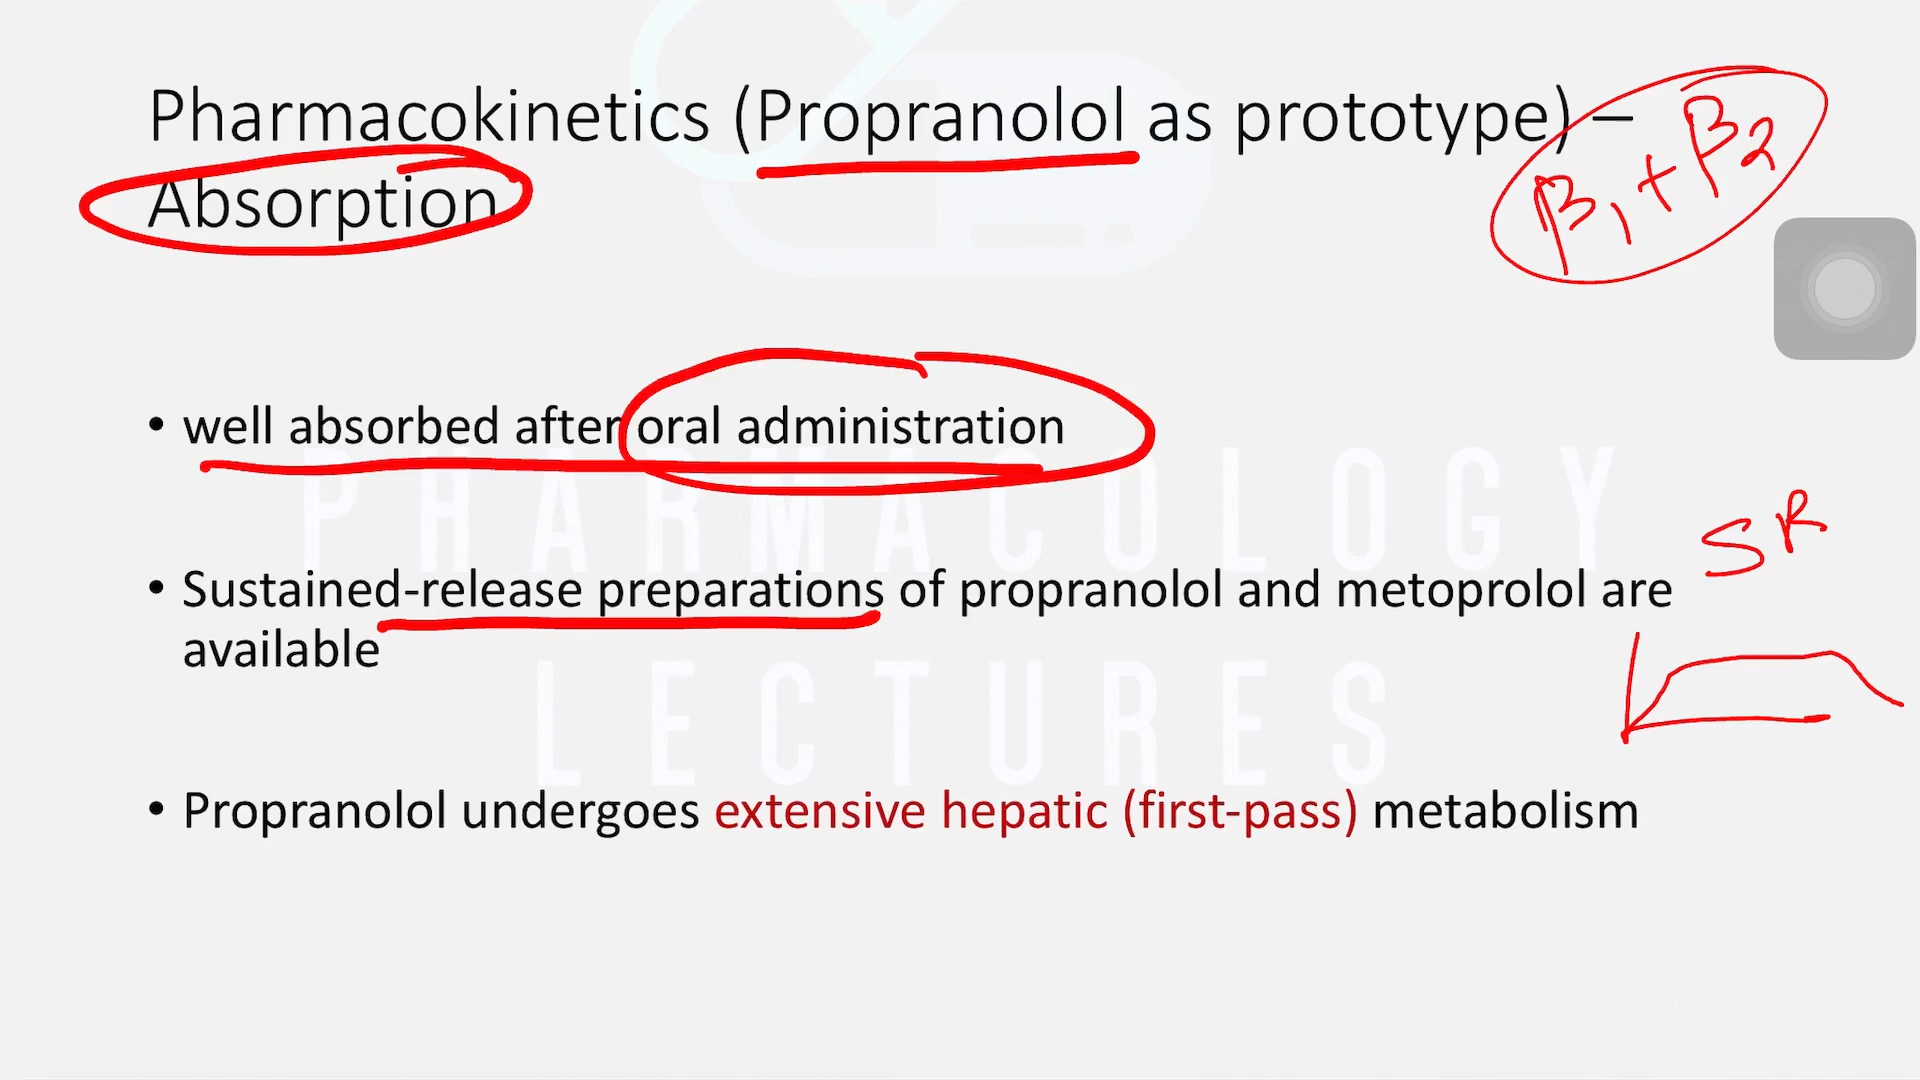 Pharmacokinetics (Propranolol as prototype) –
Absorption
β₁ + β₂
• well absorbed after oral administration
SR
• Sustained-release preparations of propranolol and metoprolol are
available
• Propranolol undergoes extensive hepatic (first-pass) metabolism
PHARMACOLOGY
LECTURES